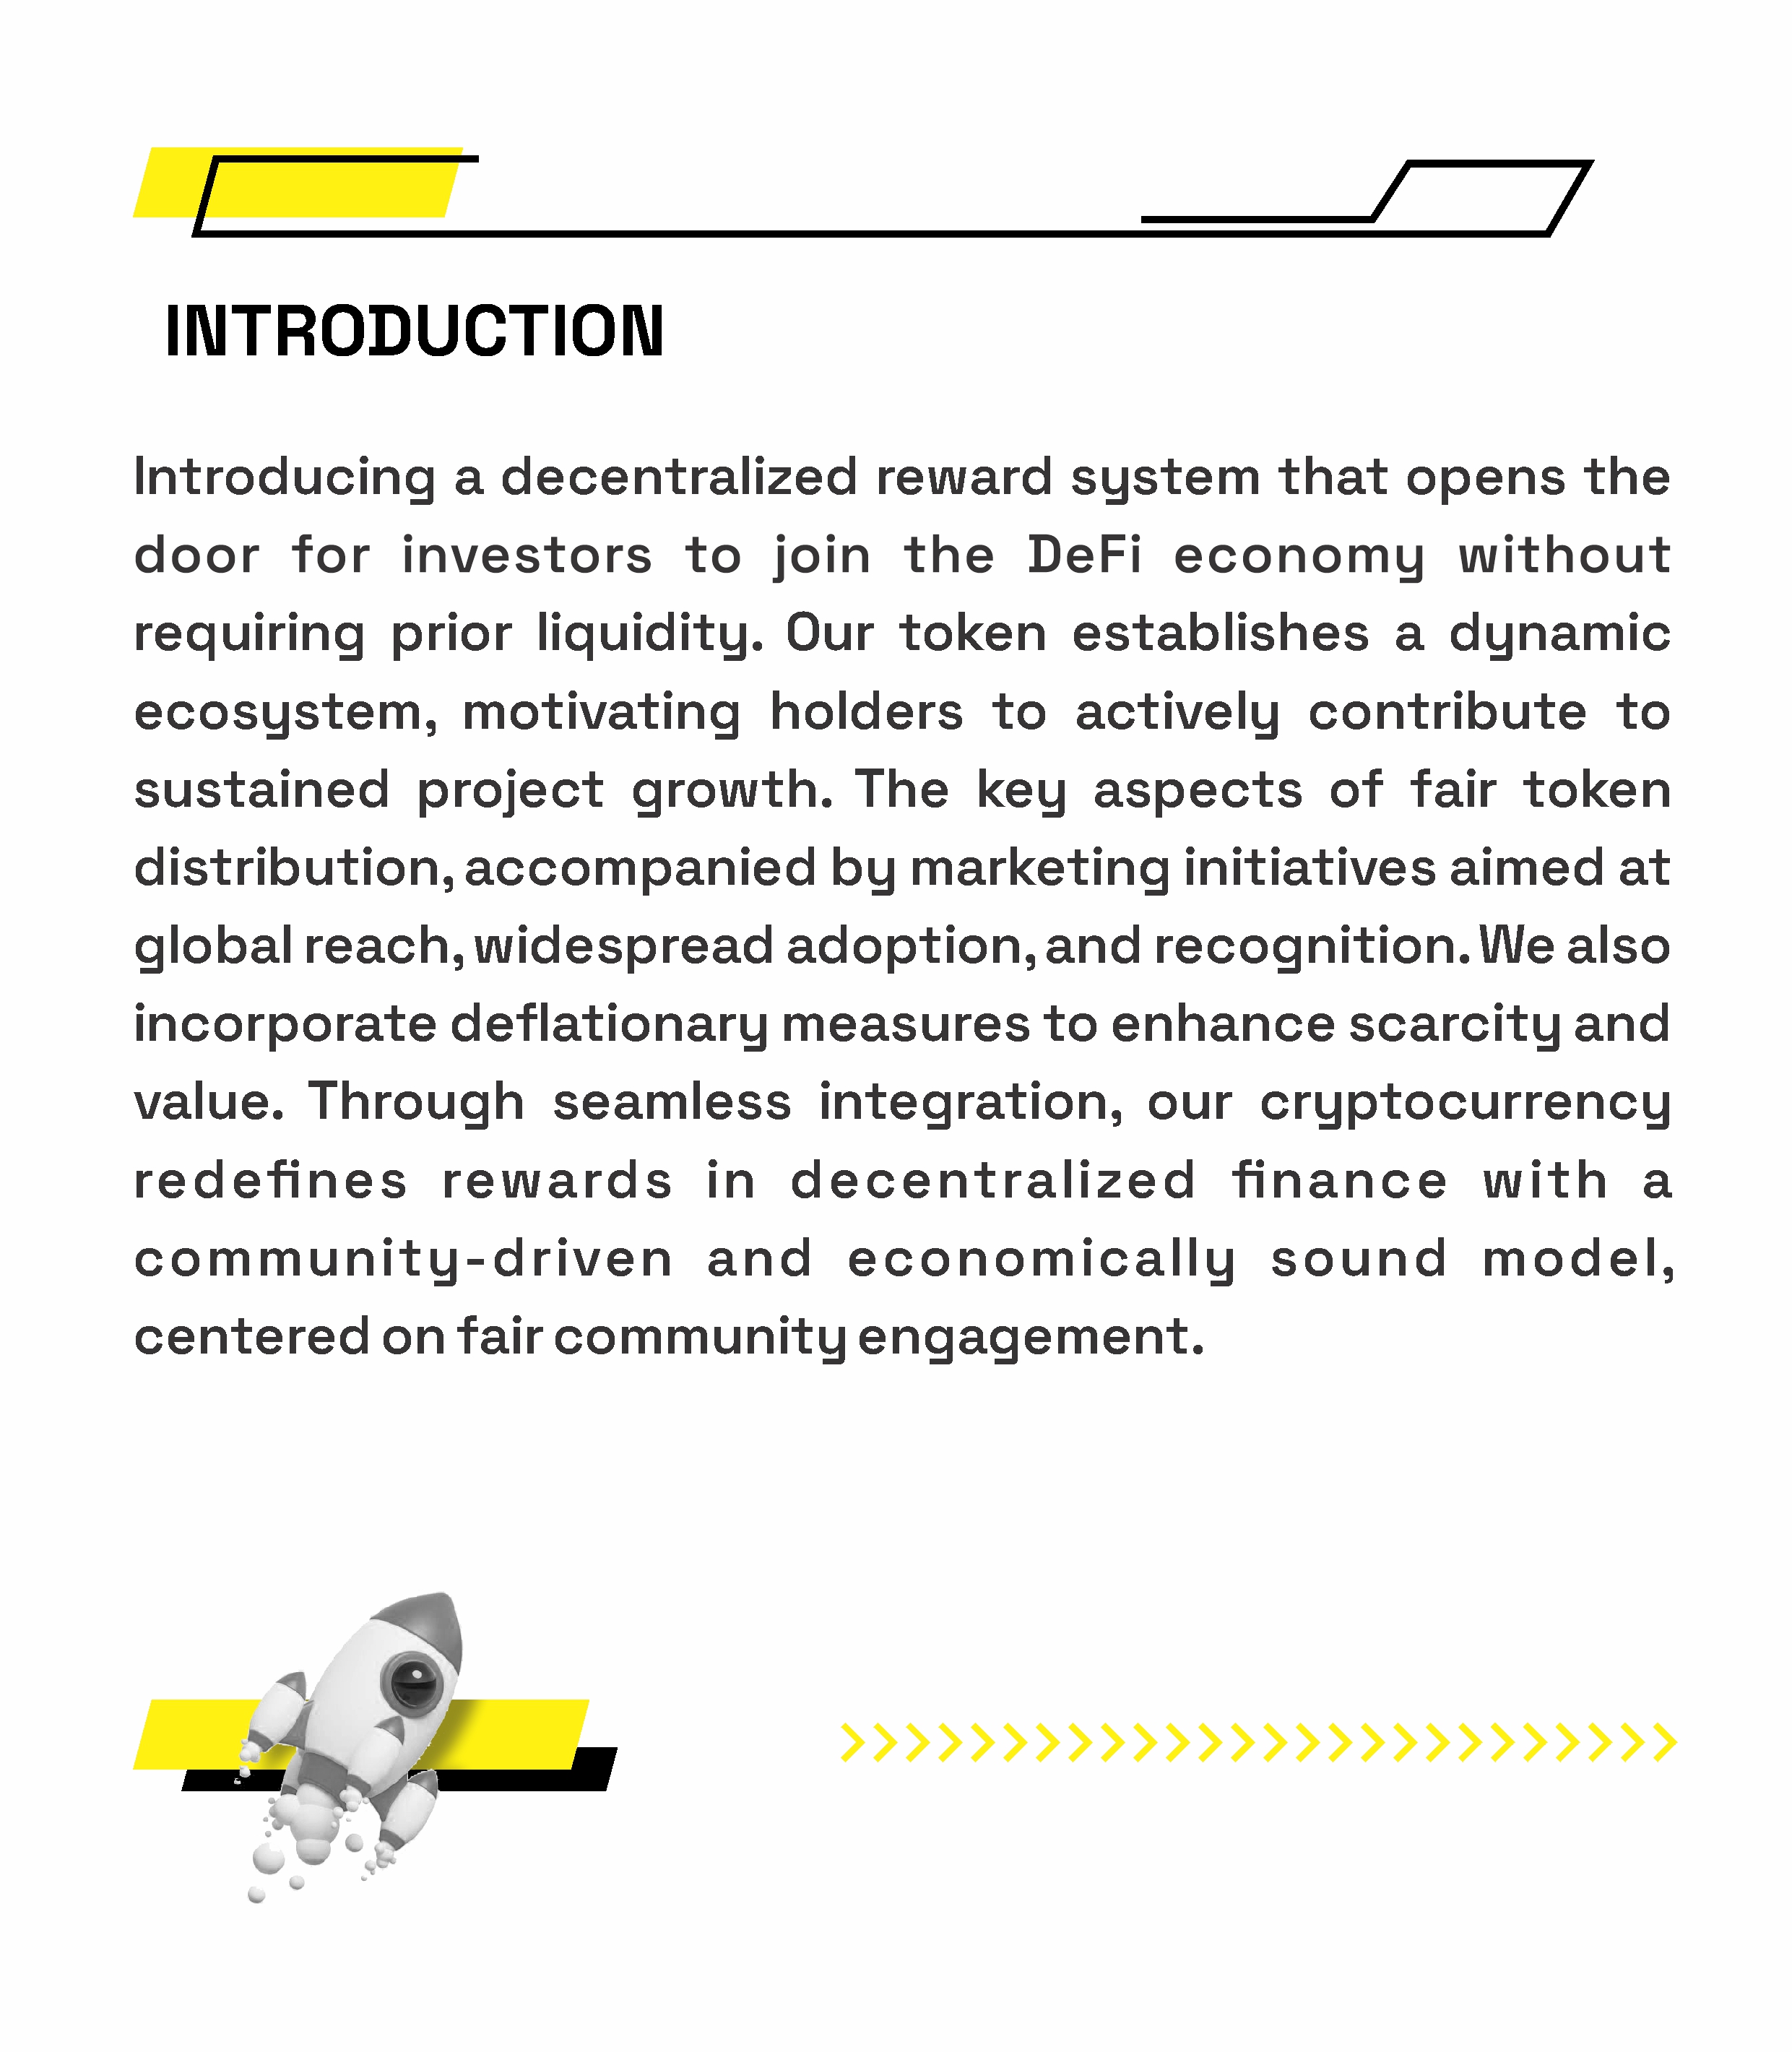 INTRODUCTION
Introducing a decentralized reward system that opens the
door for investors to join the DeFi economy without
requiring prior liquidity. Our token establishes a dynamic
ecosystem, motivating holders to actively contribute to
sustained project growth. The key aspects of fair token
distribution, accompanied by marketing initiatives aimed at
global reach, widespread adoption, and recognition. We also
incorporate deflationary measures to enhance scarcity and
value. Through seamless integration, our cryptocurrency
redefines rewards in decentralized finance with a
community-driven and economically sound model,
centered on fair community engagement.